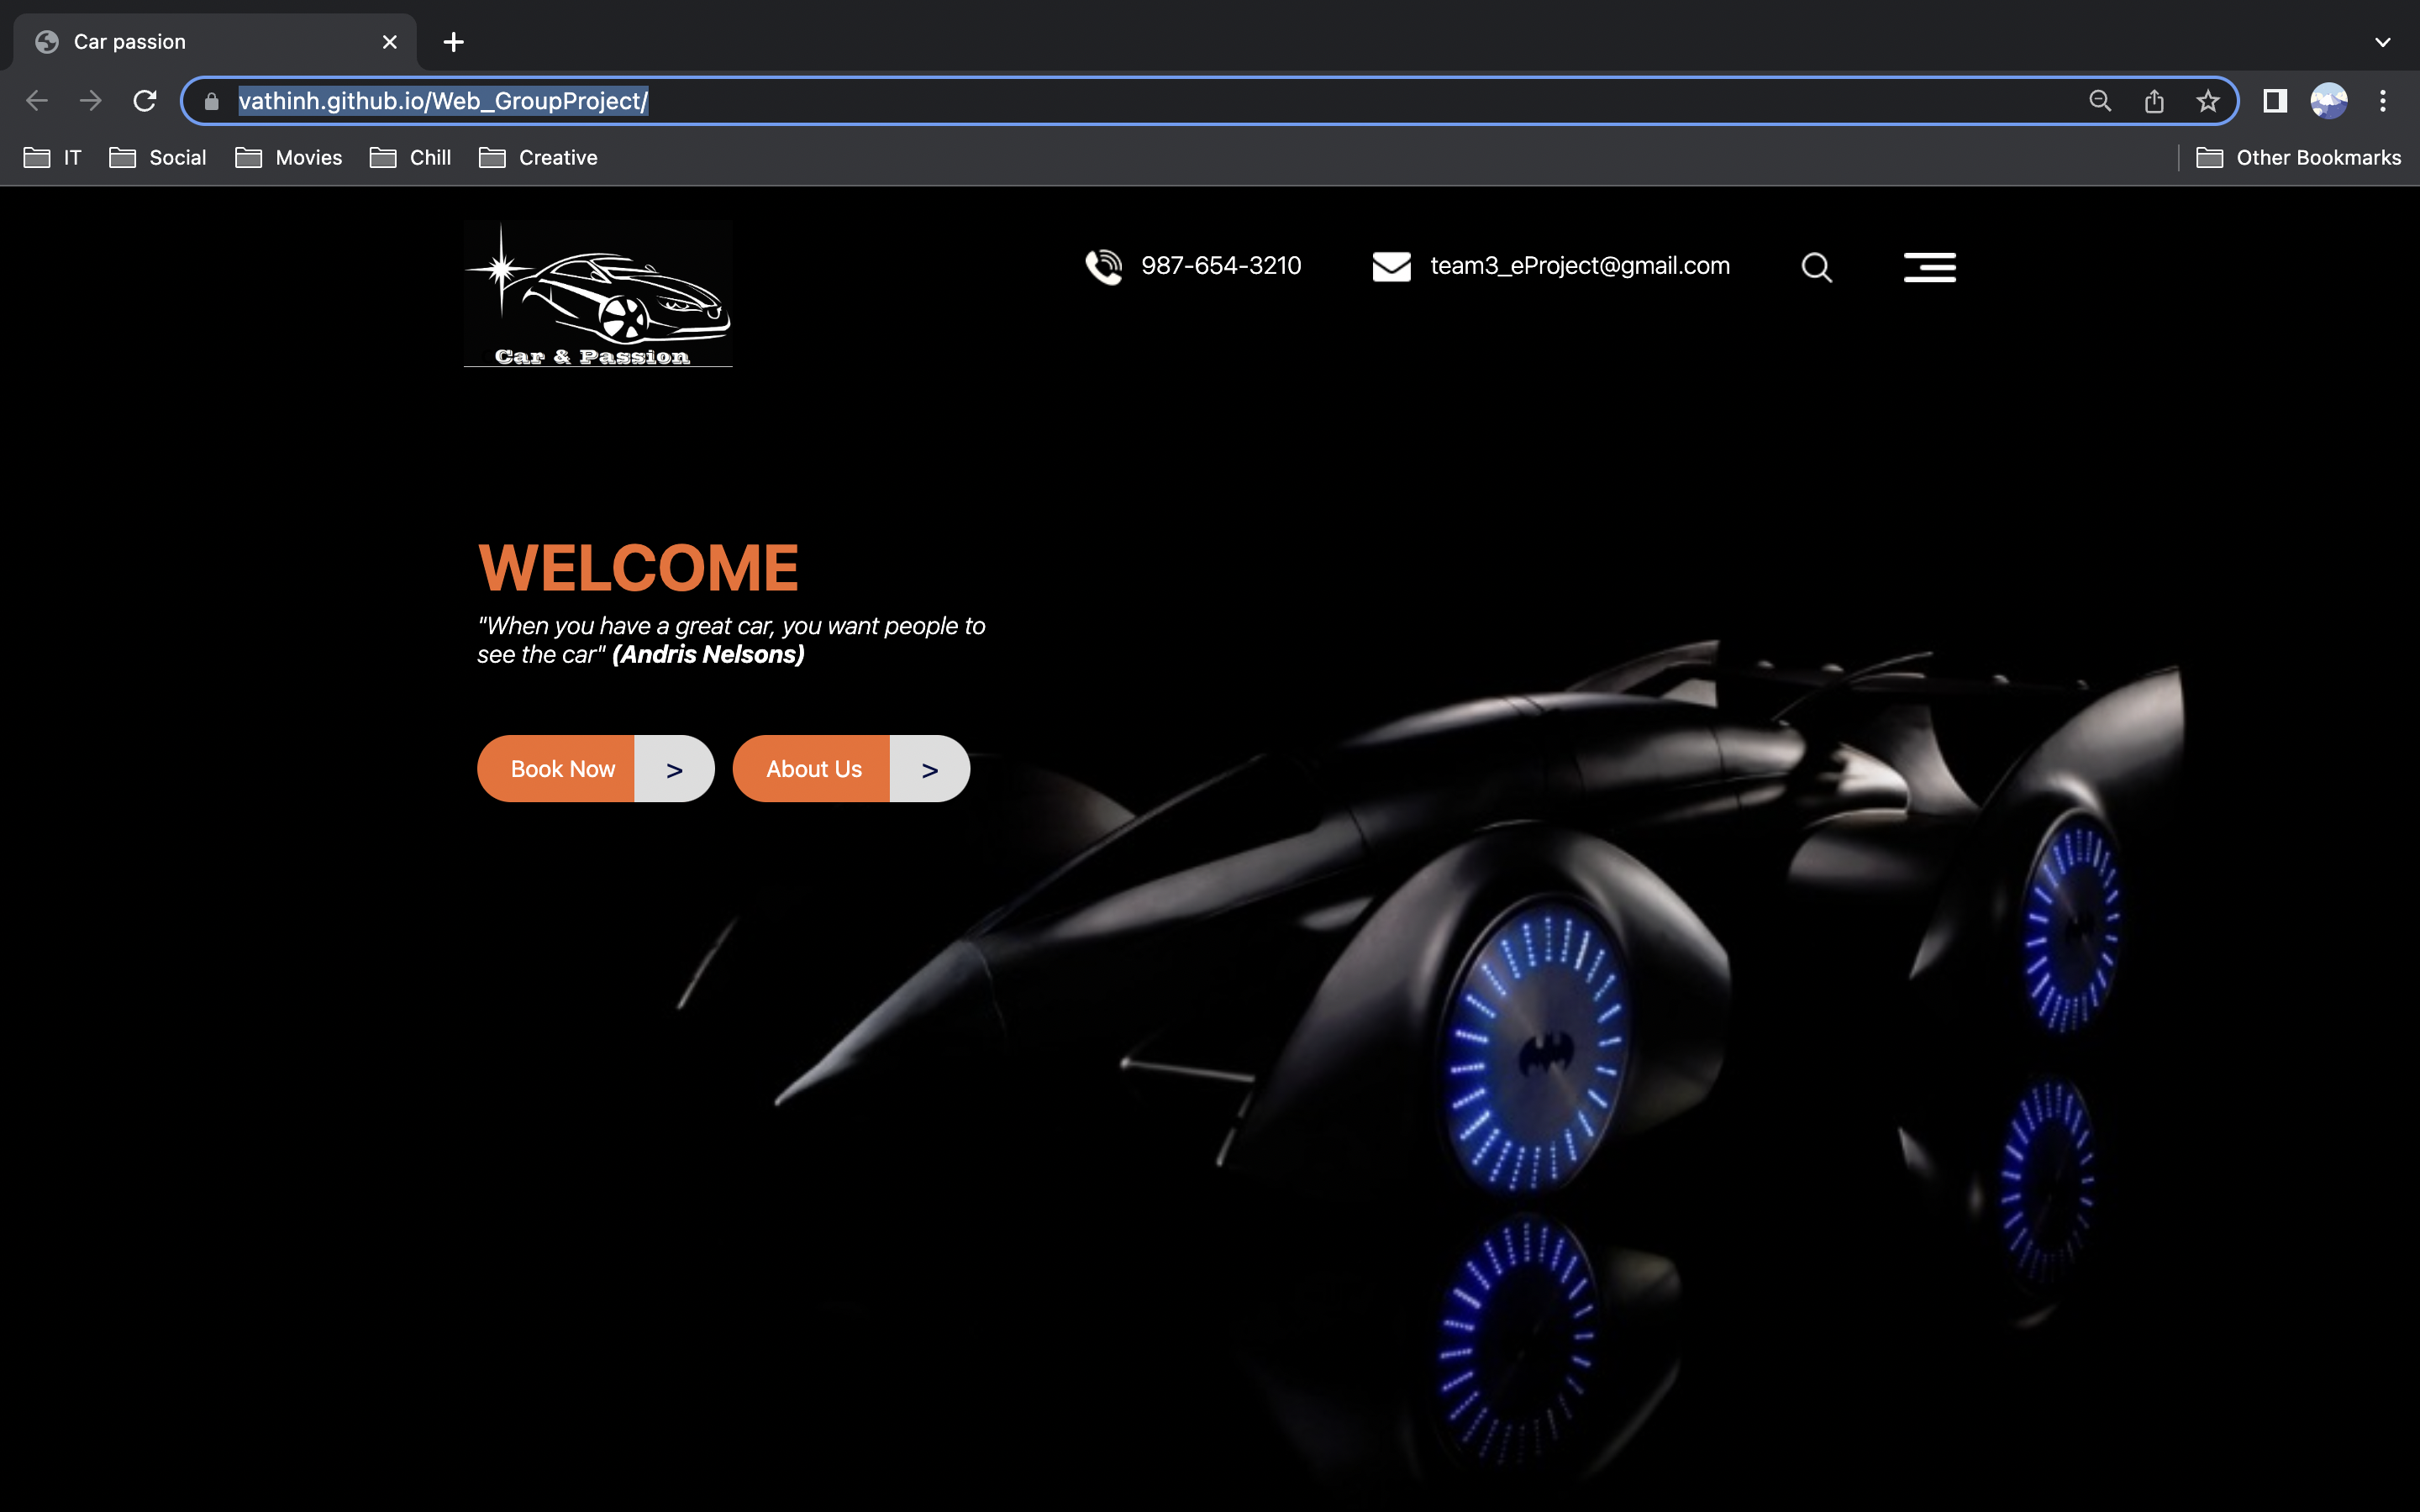 Car passion
vathinh.github.io/Web_GroupProject/
IT
Social
Movies
Chill
Creative
Other Bookmarks
Car & Passion
987-654-3210
team3_eProject@gmail.com
WELCOME
"When you have a great car, you want people to
see the car" (Andris Nelsons)
Book Now >
About Us >